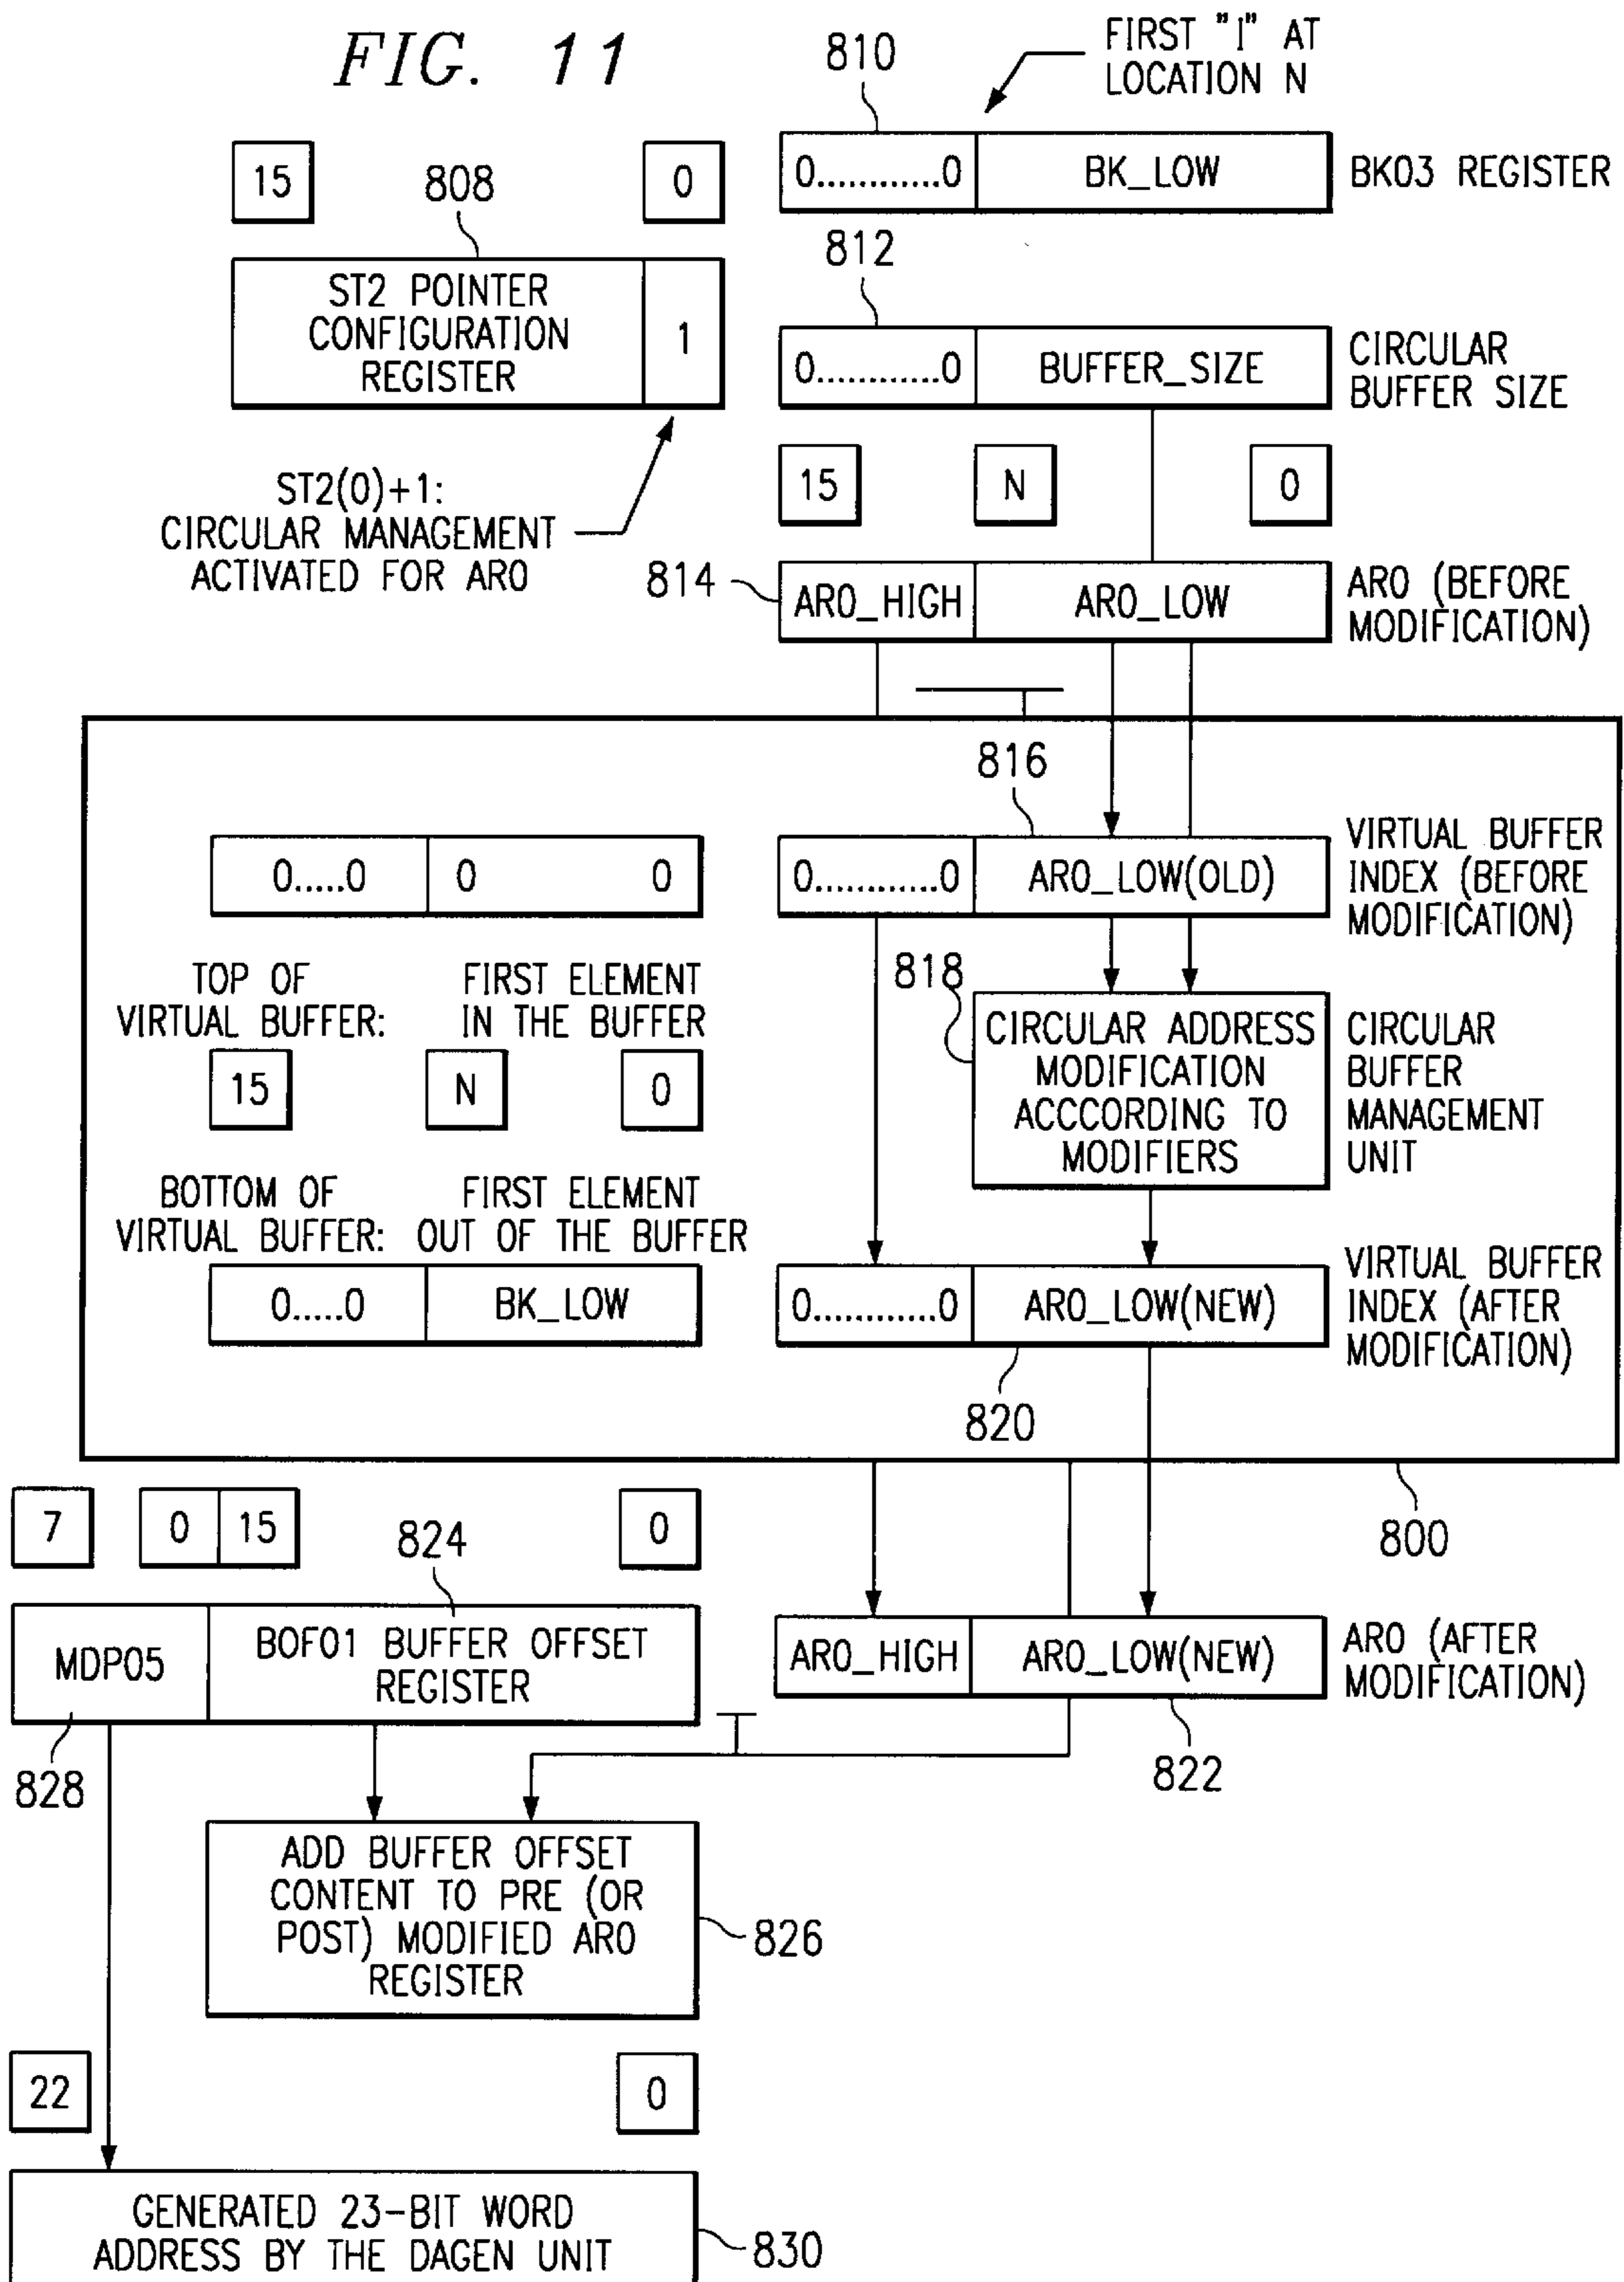 FIG. 11
810
FIRST "1" AT
LOCATION N
15
808
0
0............0
BK_LOW
BK03 REGISTER
812
ST2 POINTER
CONFIGURATION
REGISTER
1
0............0
BUFFER_SIZE
CIRCULAR
BUFFER SIZE
15
N
0
ST2(0)+1:
CIRCULAR MANAGEMENT
ACTIVATED FOR AR0
814
AR0_HIGH
AR0_LOW
AR0 (BEFORE
MODIFICATION)
816
0.....0
0
0
0............0
AR0_LOW(OLD)
VIRTUAL BUFFER
INDEX (BEFORE
MODIFICATION)
TOP OF
VIRTUAL BUFFER:
FIRST ELEMENT
IN THE BUFFER
818
15
N
0
CIRCULAR ADDRESS
MODIFICATION
ACCCORDING TO
MODIFIERS
CIRCULAR
BUFFER
MANAGEMENT
UNIT
BOTTOM OF
VIRTUAL BUFFER:
FIRST ELEMENT
OUT OF THE BUFFER
0.....0
BK_LOW
0............0
AR0_LOW(NEW)
VIRTUAL BUFFER
INDEX (AFTER
MODIFICATION)
820
800
7
0
15
824
0
MDP05
BOF01 BUFFER OFFSET
REGISTER
AR0_HIGH
AR0_LOW(NEW)
AR0 (AFTER
MODIFICATION)
828
822
ADD BUFFER OFFSET
CONTENT TO PRE (OR
POST) MODIFIED AR0
REGISTER
826
22
0
GENERATED 23-BIT WORD
ADDRESS BY THE DAGEN UNIT
830